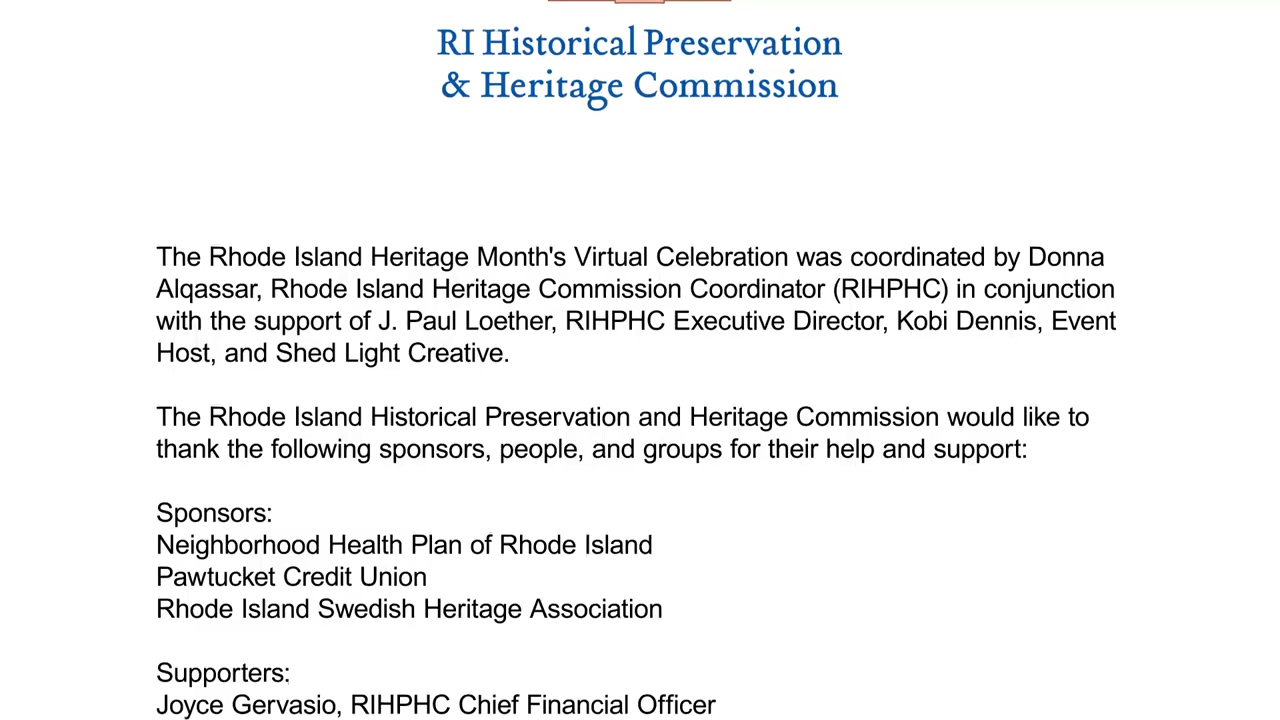 RI Historical Preservation
& Heritage Commission
The Rhode Island Heritage Month's Virtual Celebration was coordinated by Donna
Alqassar, Rhode Island Heritage Commission Coordinator (RIHPHC) in conjunction
with the support of J. Paul Loether, RIHPHC Executive Director, Kobi Dennis, Event
Host, and Shed Light Creative.
The Rhode Island Historical Preservation and Heritage Commission would like to
thank the following sponsors, people, and groups for their help and support:
Sponsors:
Neighborhood Health Plan of Rhode Island
Pawtucket Credit Union
Rhode Island Swedish Heritage Association
Supporters:
Joyce Gervasio, RIHPHC Chief Financial Officer